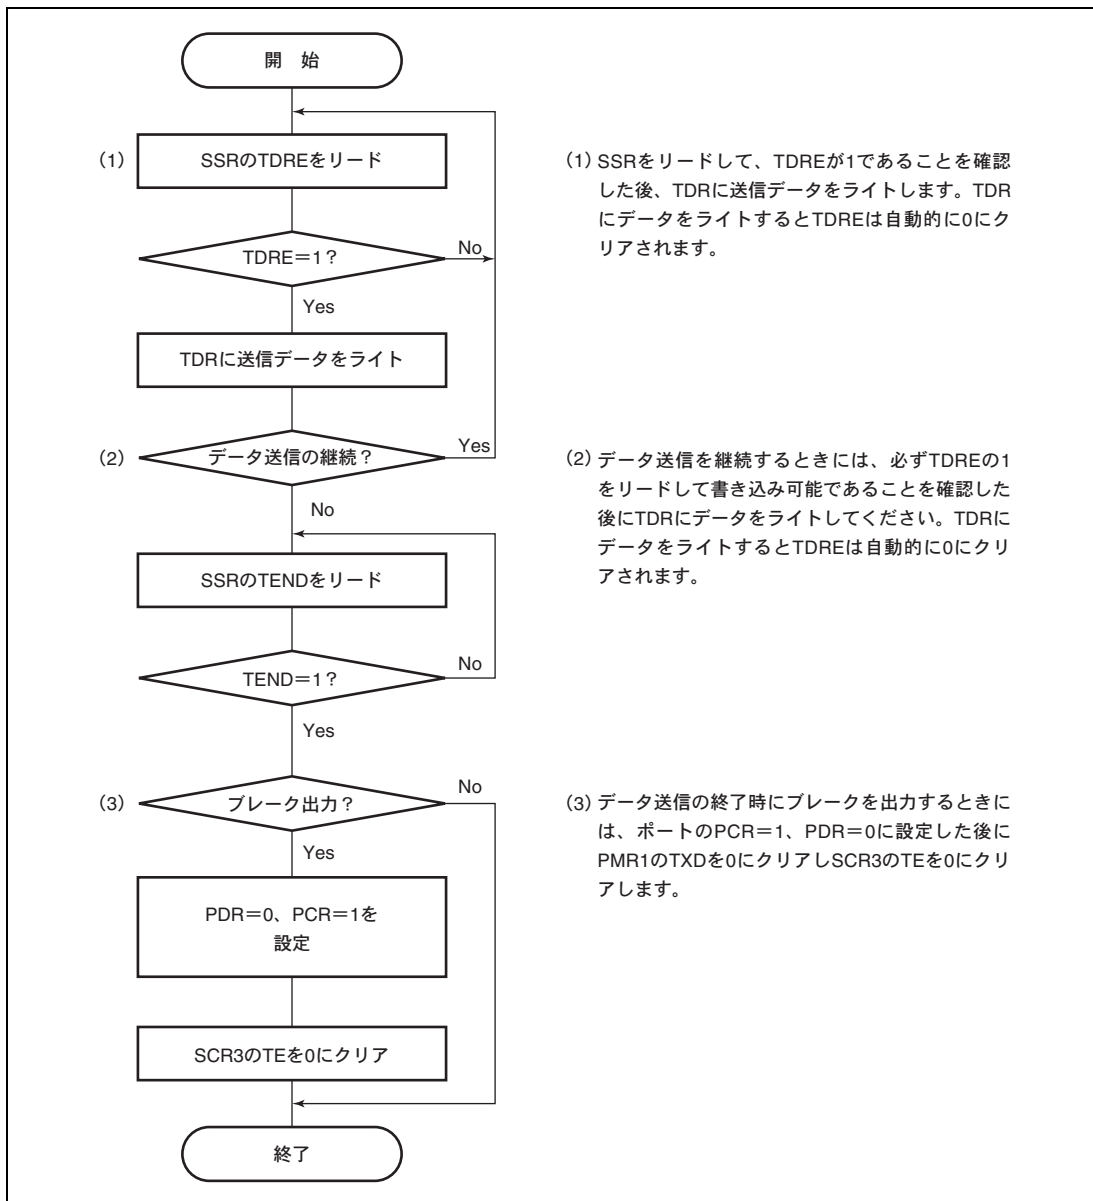 開　始
(1)
SSRのTDREをリード
TDRE＝1？
No
Yes
TDRに送信データをライト
(2)
データ送信の継続？
Yes
No
SSRのTENDをリード
TEND＝1？
No
Yes
(3)
ブレーク出力？
No
Yes
PDR＝0、PCR＝1を
設定
SCR3のTEを0にクリア
終了
(1) SSRをリードして、TDREが1であることを確認
した後、TDRに送信データをライトします。TDR
にデータをライトするとTDREは自動的に0にク
リアされます。
(2) データ送信を継続するときには、必ずTDREの1
をリードして書き込み可能であることを確認した
後にTDRにデータをライトしてください。TDRに
データをライトするとTDREは自動的に0にクリ
アされます。
(3) データ送信の終了時にブレークを出力するときに
は、ポートのPCR＝1、PDR＝0に設定した後に
PMR1のTXDを0にクリアしSCR3のTEを0にクリ
アします。